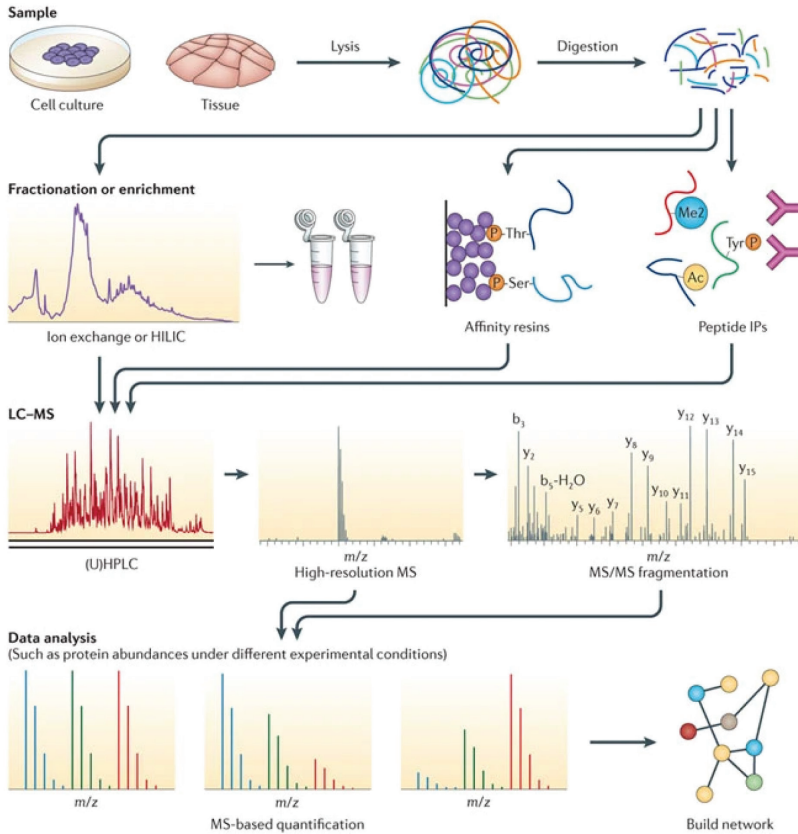 Sample
Lysis
Digestion
Cell culture
Tissue
Fractionation or enrichment
Me2
P
Thr
Tyr
P
Ac
P
Ser
Ion exchange or HILIC
Affinity resins
Peptide IPs
LC–MS
b3
y2
b5-H2O
y5
y6
y7
y8
y9
y10
y11
y12
y13
y14
y15
m/z
m/z
(U)HPLC
High-resolution MS
MS/MS fragmentation
Data analysis
(Such as protein abundances under different experimental conditions)
m/z
m/z
m/z
MS-based quantification
Build network